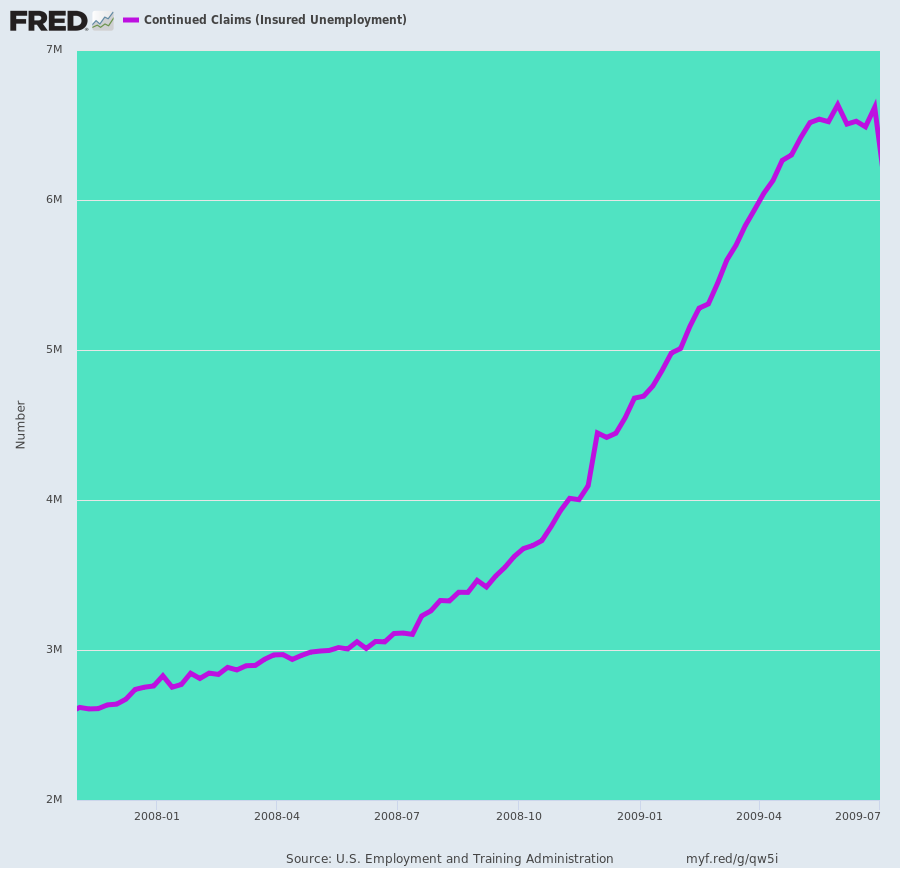 FRED
Continued Claims (Insured Unemployment)
7M
6M
5M
4M
3M
2M
Number
2008-01
2008-04
2008-07
2008-10
2009-01
2009-04
2009-07
Source: U.S. Employment and Training Administration
myf.red/g/qw5i